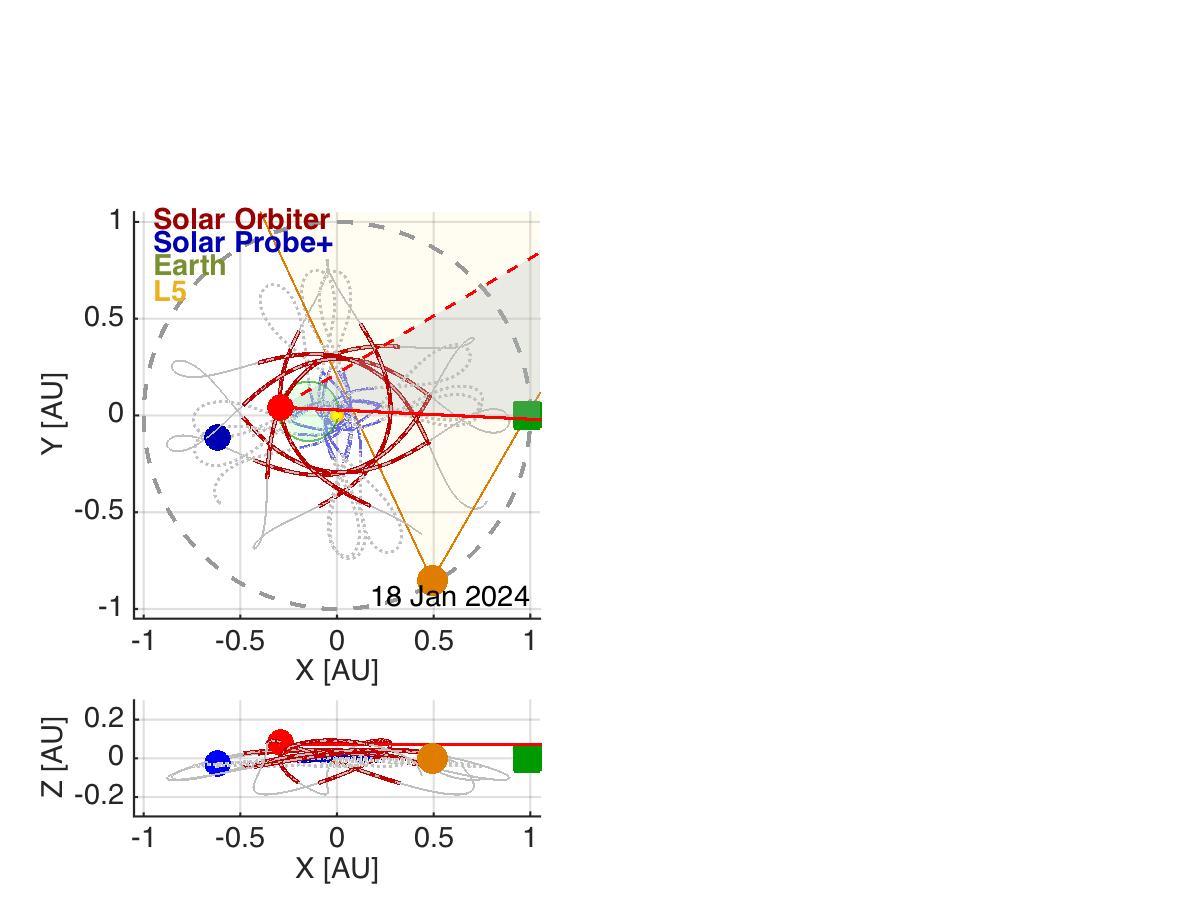 Solar Orbiter
Solar Probe+
Earth
L5
1
0.5
0
-0.5
-1
Y [AU]
18 Jan 2024
-1 -0.5 0 0.5 1
X [AU]
0.2
0
-0.2
Z [AU]
-1 -0.5 0 0.5 1
X [AU]